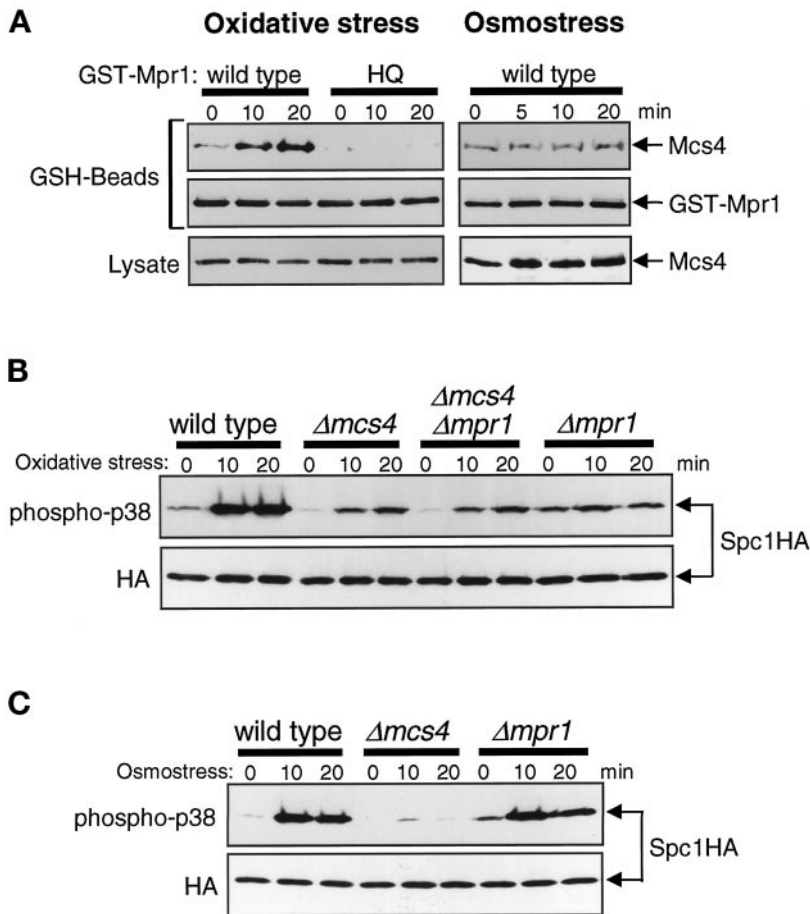 A
Oxidative stress Osmostress
GST-Mpr1: wild type HQ wild type
0 10 20 0 10 20 0 5 10 20 min
Mcs4
GSH-Beads
GST-Mpr1
Lysate Mcs4
B
wild type Δmcs4 Δmcs4 Δmpr1 Δmpr1
Oxidative stress: 0 10 20 0 10 20 0 10 20 0 10 20 min
phospho-p38
Spc1HA
HA
C
wild type Δmcs4 Δmpr1
Osmostress: 0 10 20 0 10 20 0 10 20 min
phospho-p38
Spc1HA
HA